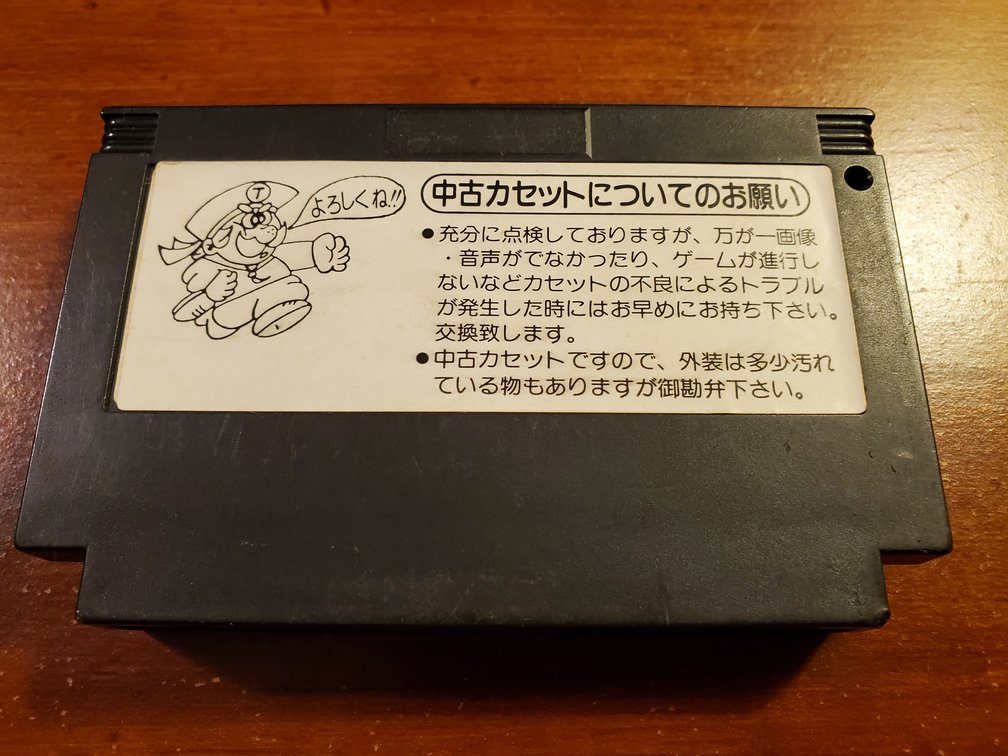 T
よろしくね!!
中古カセットについてのお願い
●充分に点検しておりますが、万が一画像
・音声がでなかったり、ゲームが進行し
ないなどカセットの不良によるトラブル
が発生した時にはお早めにお持ち下さい。
交換致します。
●中古カセットですので、外装は多少汚れ
ている物もありますが御勘弁下さい。